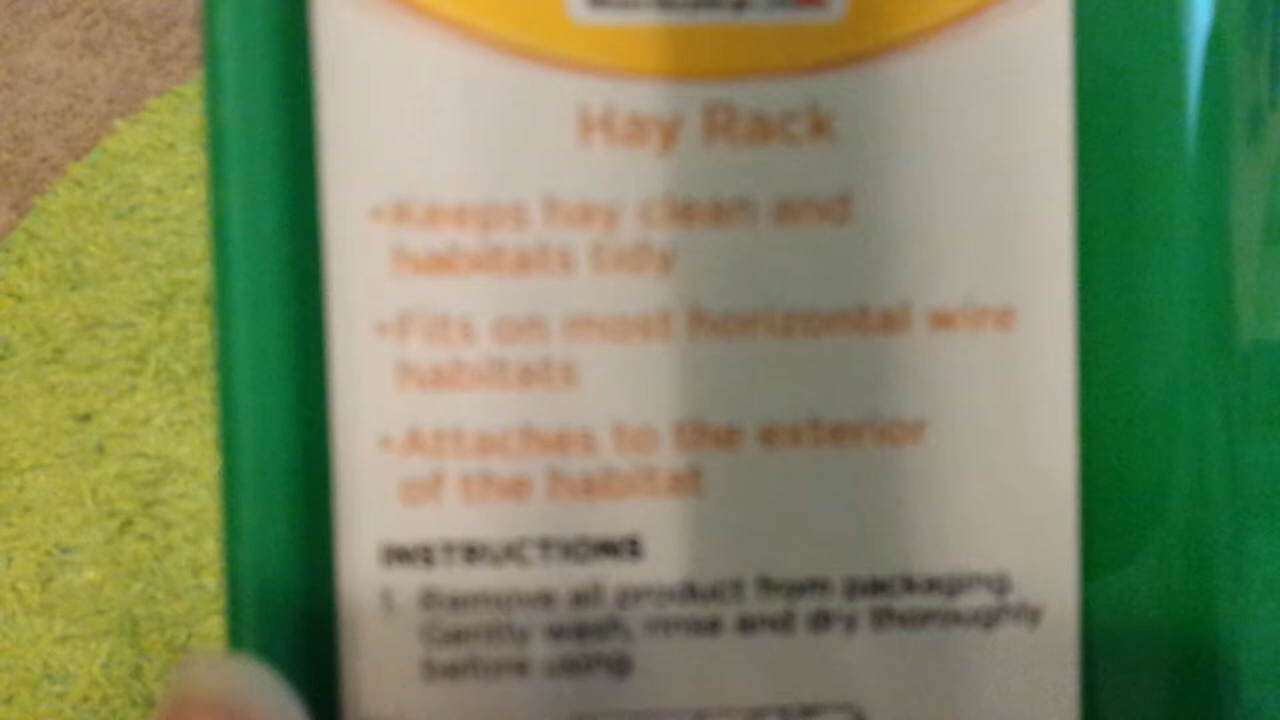 Hay Rack
•Keeps hay clean and
habitats tidy
•Fits on most horizontal wire
habitats
•Attaches to the exterior
of the habitat
INSTRUCTIONS
1. Remove all product from packaging.
Gently wash, rinse and dry thoroughly
before using.